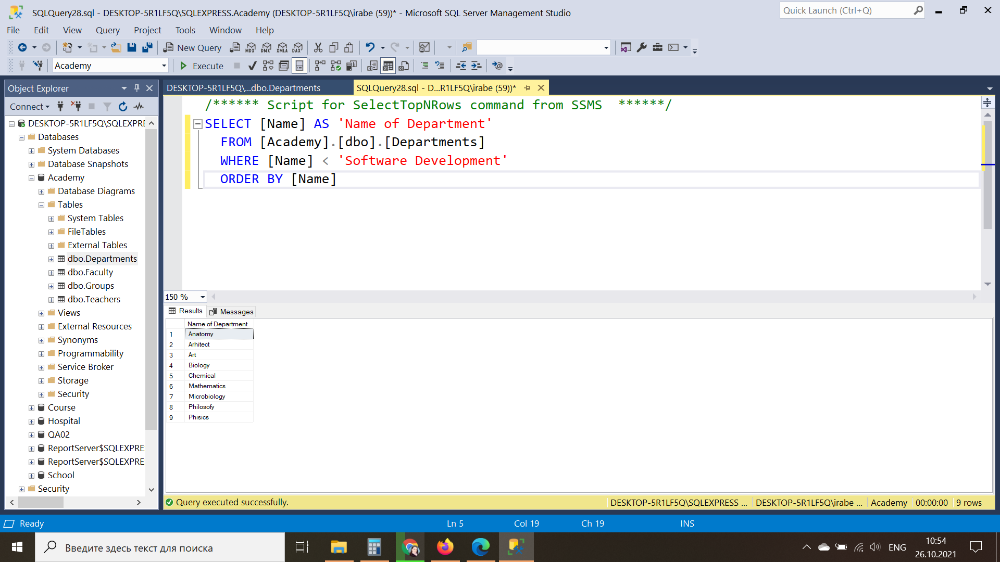 SQLQuery28.sql - DESKTOP-5R1LF5Q\SQLEXPRESS.Academy (DESKTOP-5R1LF5Q\irabe (59))* - Microsoft SQL Server Management Studio
Quick Launch (Ctrl+Q)
File Edit View Query Project Tools Window Help
New Query MDX DMX XMLA DAX
Academy Execute
Object Explorer
DESKTOP-5R1LF5Q\...dbo.Departments
SQLQuery28.sql - D...R1LF5Q\irabe (59))*
Connect
DESKTOP-5R1LF5Q\SQLEXPRE
Databases
System Databases
Database Snapshots
Academy
Database Diagrams
Tables
System Tables
FileTables
External Tables
dbo.Departments
dbo.Faculty
dbo.Groups
dbo.Teachers
Views
External Resources
Synonyms
Programmability
Service Broker
Storage
Security
Course
Hospital
QA02
ReportServer$SQLEXPRE
ReportServer$SQLEXPRE
School
Security
/****** Script for SelectTopNRows command from SSMS  ******/
SELECT [Name] AS 'Name of Department'
FROM [Academy].[dbo].[Departments]
WHERE [Name] < 'Software Development'
ORDER BY [Name]
150 %
Results Messages
Name of Department
1 Anatomy
2 Arhitect
3 Art
4 Biology
5 Chemical
6 Mathematics
7 Microbiology
8 Philosofy
9 Phisics
Query executed successfully.
DESKTOP-5R1LF5Q\SQLEXPRESS ... DESKTOP-5R1LF5Q\irabe ... Academy 00:00:00 9 rows
Ready Ln 5 Col 19 Ch 19 INS
Введите здесь текст для поиска
ENG
10:54
26.10.2021